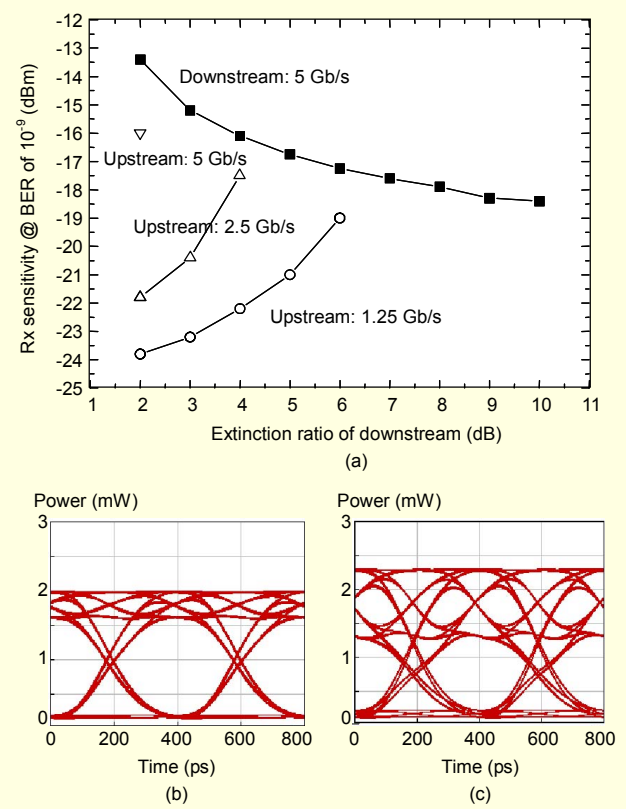 -12
-13
-14
-15
-16
-17
-18
-19
-20
-21
-22
-23
-24
-25
Rx sensitivity @ BER of 10⁻⁹ (dBm)
Downstream: 5 Gb/s
Upstream: 5 Gb/s
Upstream: 2.5 Gb/s
Upstream: 1.25 Gb/s
1 2 3 4 5 6 7 8 9 10 11
Extinction ratio of downstream (dB)
(a)
Power (mW)
3
2
1
0
0 200 400 600 800
Time (ps)
(b)
Power (mW)
3
2
1
0
0 200 400 600 800
Time (ps)
(c)